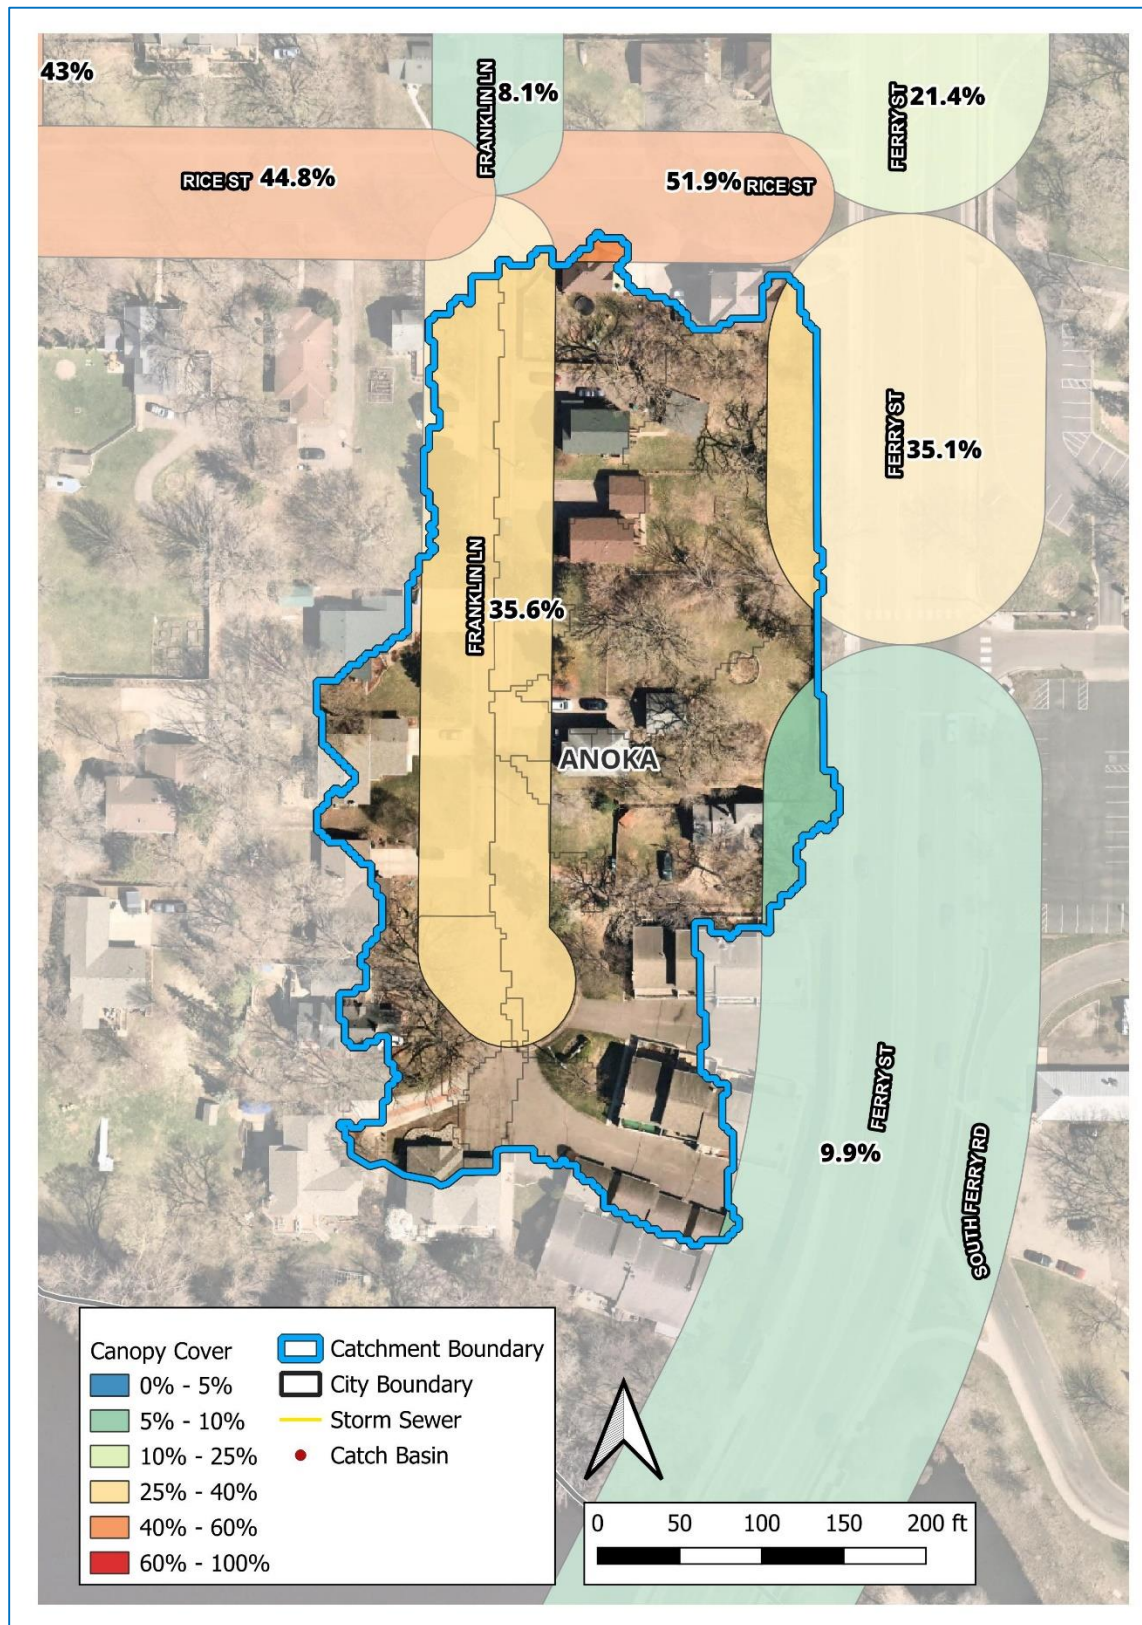 43%
FRANKLIN LN
8.1%
FERRY ST
21.4%
RICE ST 44.8%
51.9% RICE ST
FERRY ST
35.1%
FRANKLIN LN
35.6%
ANOKA
FERRY ST
9.9%
SOUTH FERRY RD
Canopy Cover
0% - 5%
5% - 10%
10% - 25%
25% - 40%
40% - 60%
60% - 100%
Catchment Boundary
City Boundary
Storm Sewer
Catch Basin
0 50 100 150 200 ft